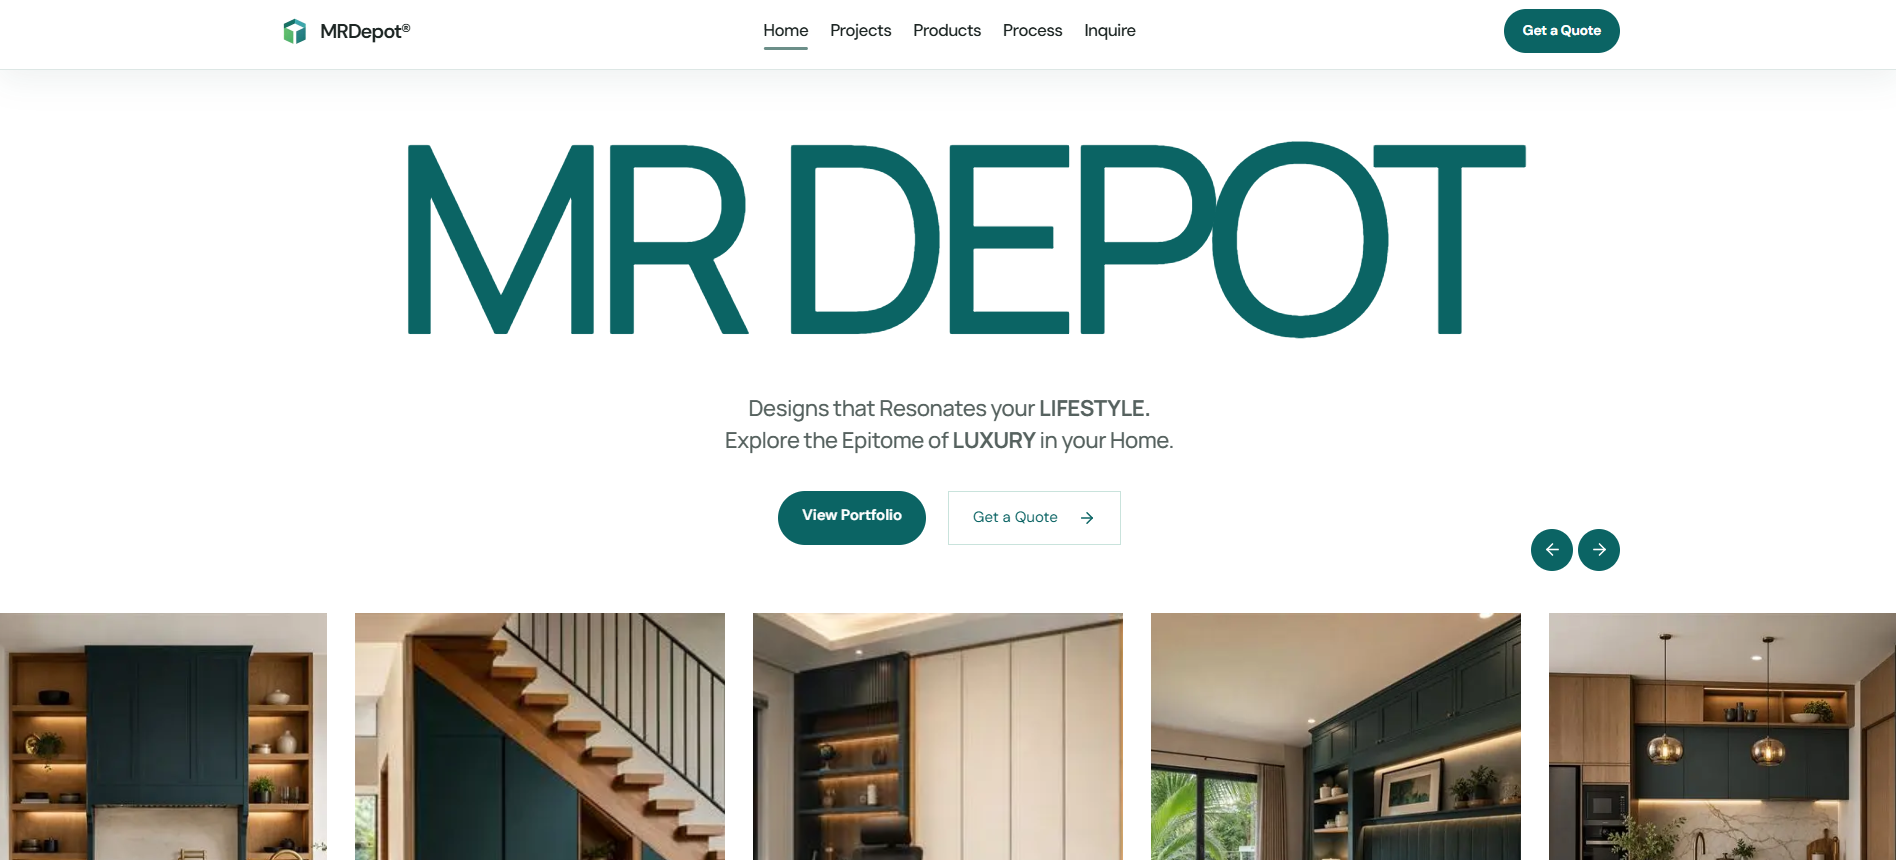 MRDepot®
Home
Projects
Products
Process
Inquire
Get a Quote
MR DEPOT
Designs that Resonates your LIFESTYLE.
Explore the Epitome of LUXURY in your Home.
View Portfolio
Get a Quote